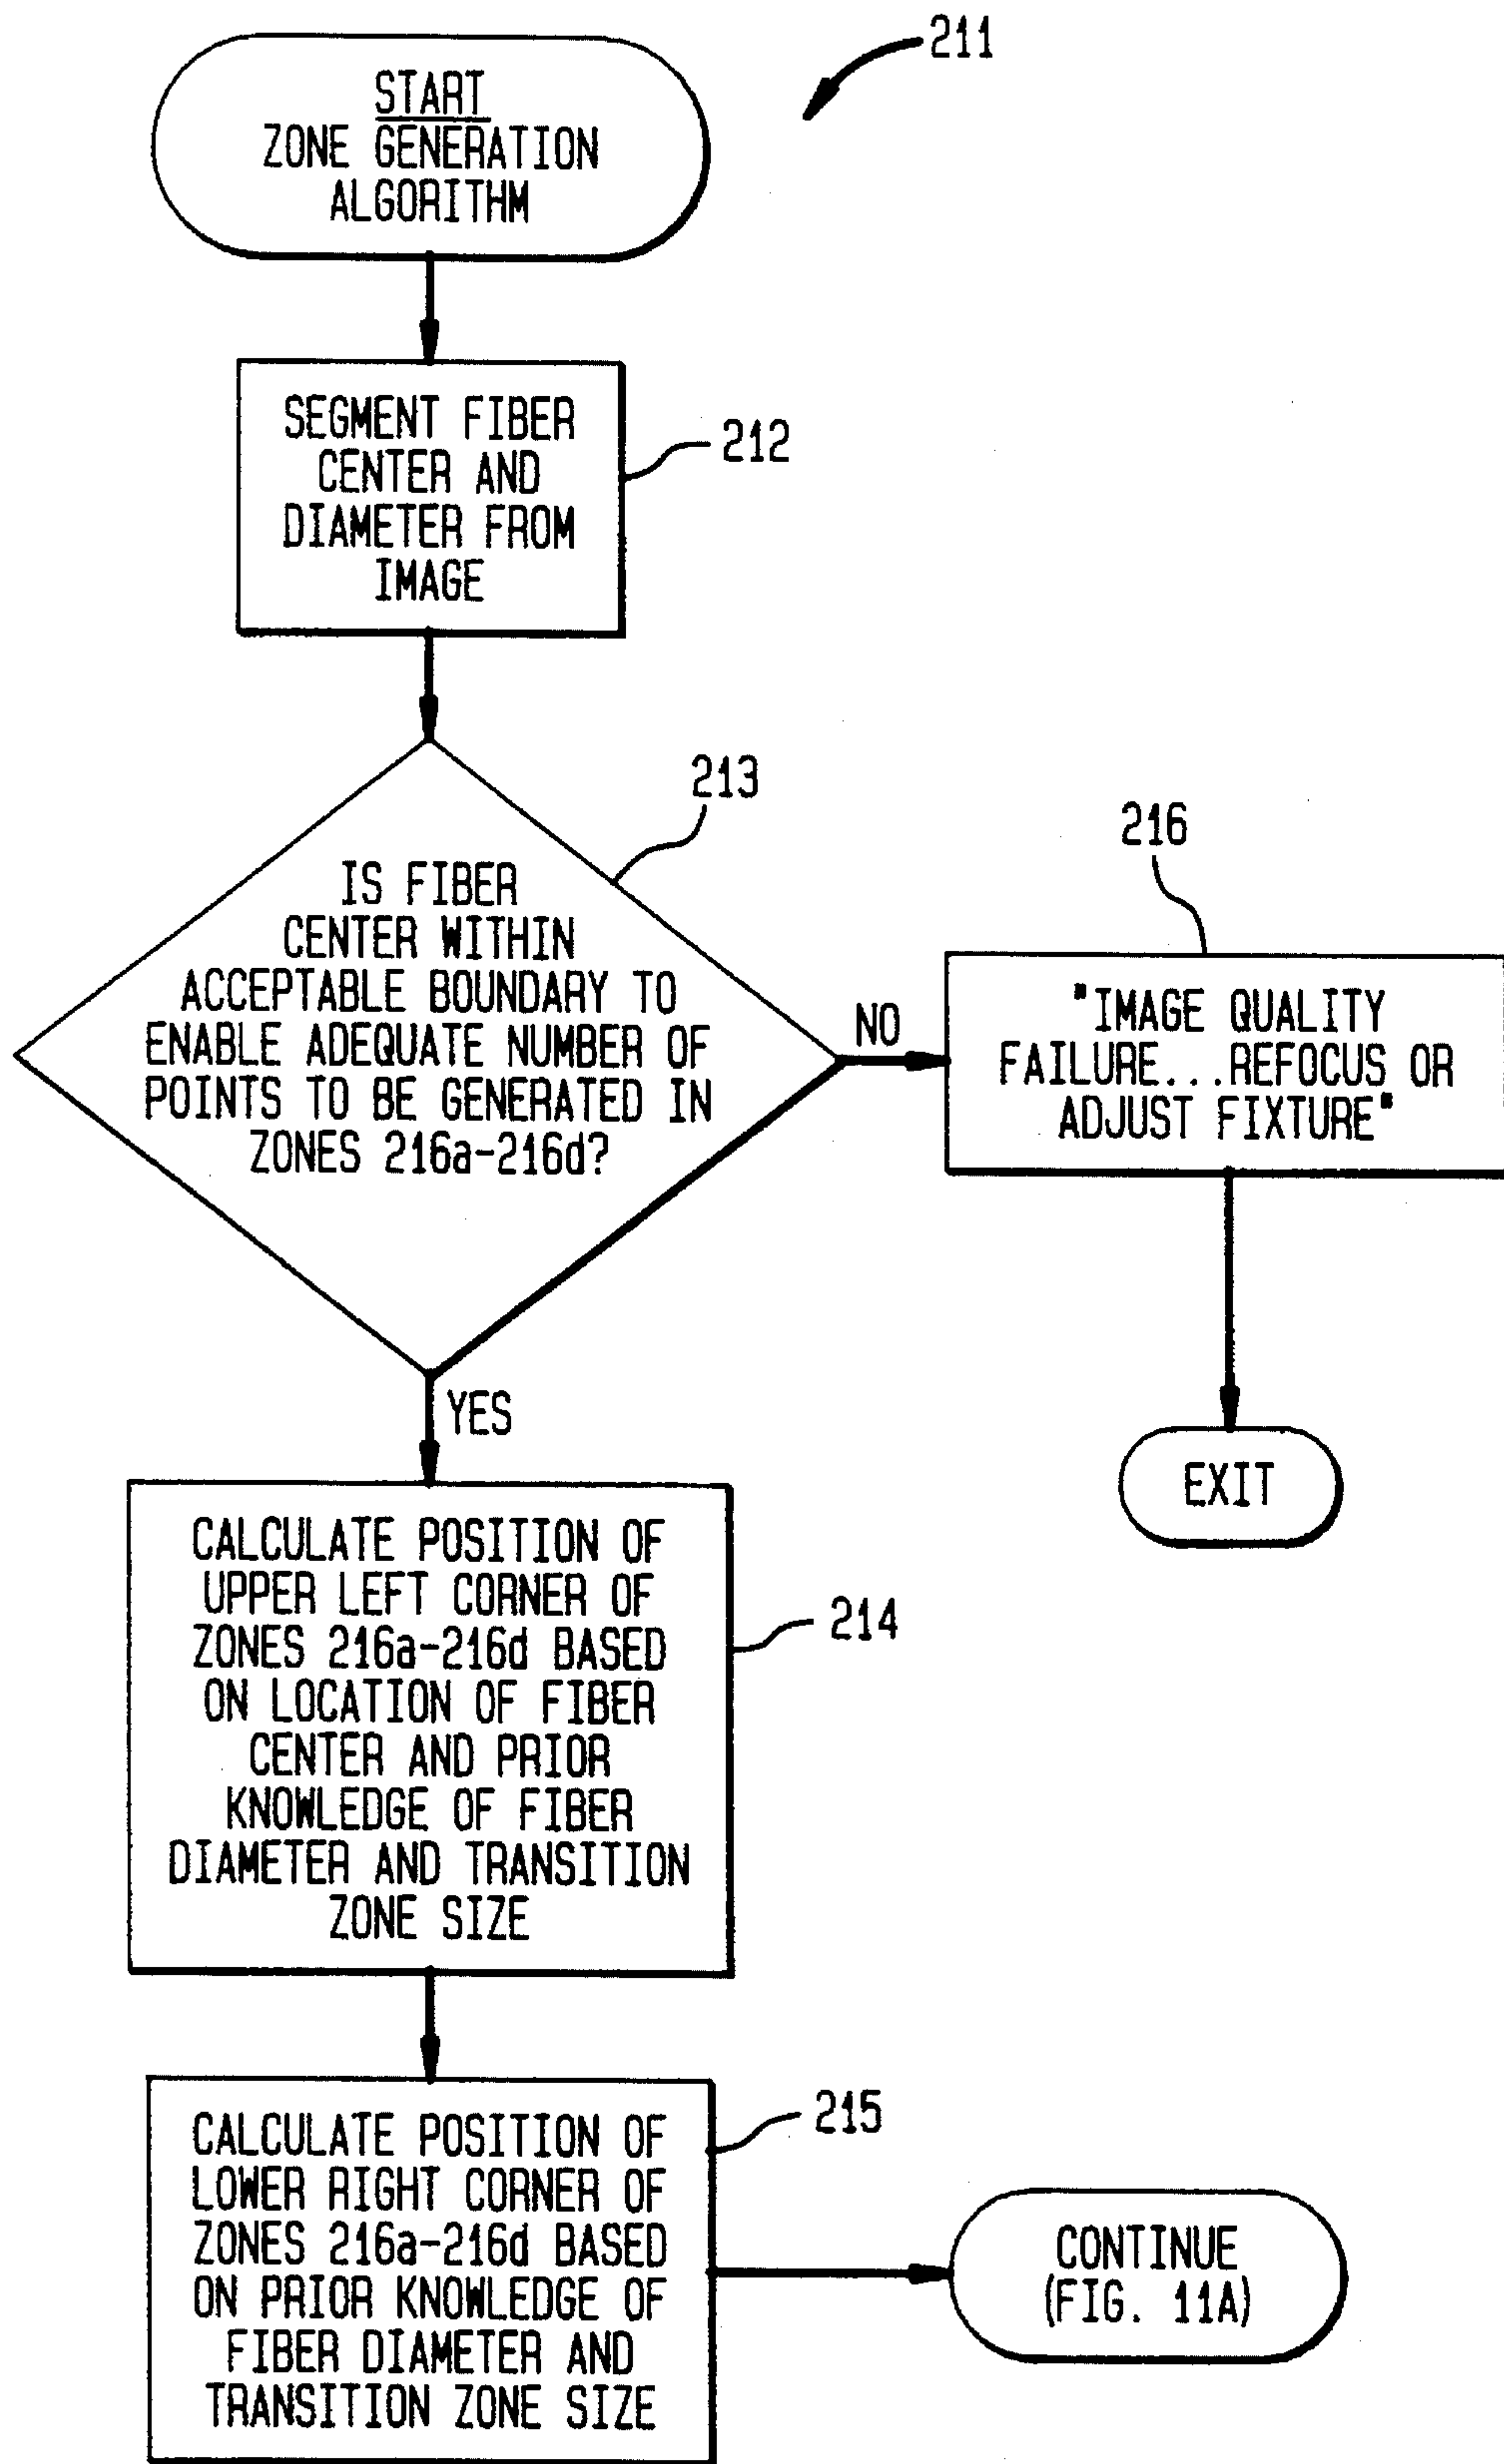 211
START
ZONE GENERATION
ALGORITHM
SEGMENT FIBER
CENTER AND
DIAMETER FROM
IMAGE
212
213
IS FIBER
CENTER WITHIN
ACCEPTABLE BOUNDARY TO
ENABLE ADEQUATE NUMBER OF
POINTS TO BE GENERATED IN
ZONES 216a-216d?
NO
216
"IMAGE QUALITY
FAILURE...REFOCUS OR
ADJUST FIXTURE"
EXIT
YES
CALCULATE POSITION OF
UPPER LEFT CORNER OF
ZONES 216a-216d BASED
ON LOCATION OF FIBER
CENTER AND PRIOR
KNOWLEDGE OF FIBER
DIAMETER AND TRANSITION
ZONE SIZE
214
CALCULATE POSITION OF
LOWER RIGHT CORNER OF
ZONES 216a-216d BASED
ON PRIOR KNOWLEDGE OF
FIBER DIAMETER AND
TRANSITION ZONE SIZE
215
CONTINUE
(FIG. 11A)